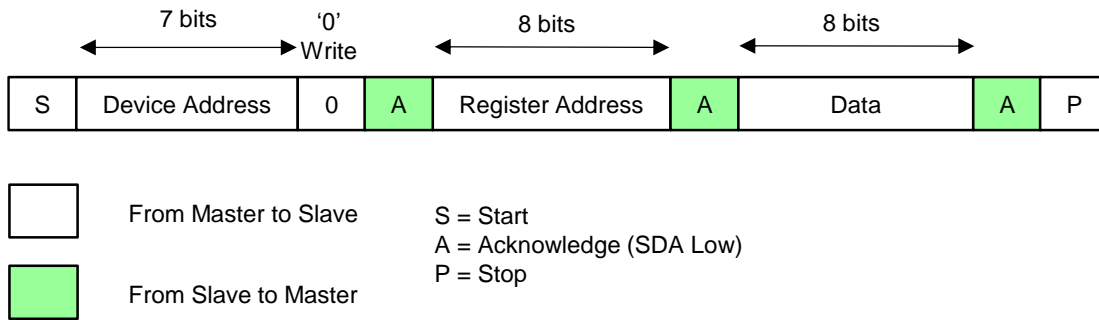 7 bits ‘0’ 8 bits 8 bits
Write
S Device Address 0 A Register Address A Data A P
From Master to Slave
S = Start
A = Acknowledge (SDA Low)
P = Stop
From Slave to Master